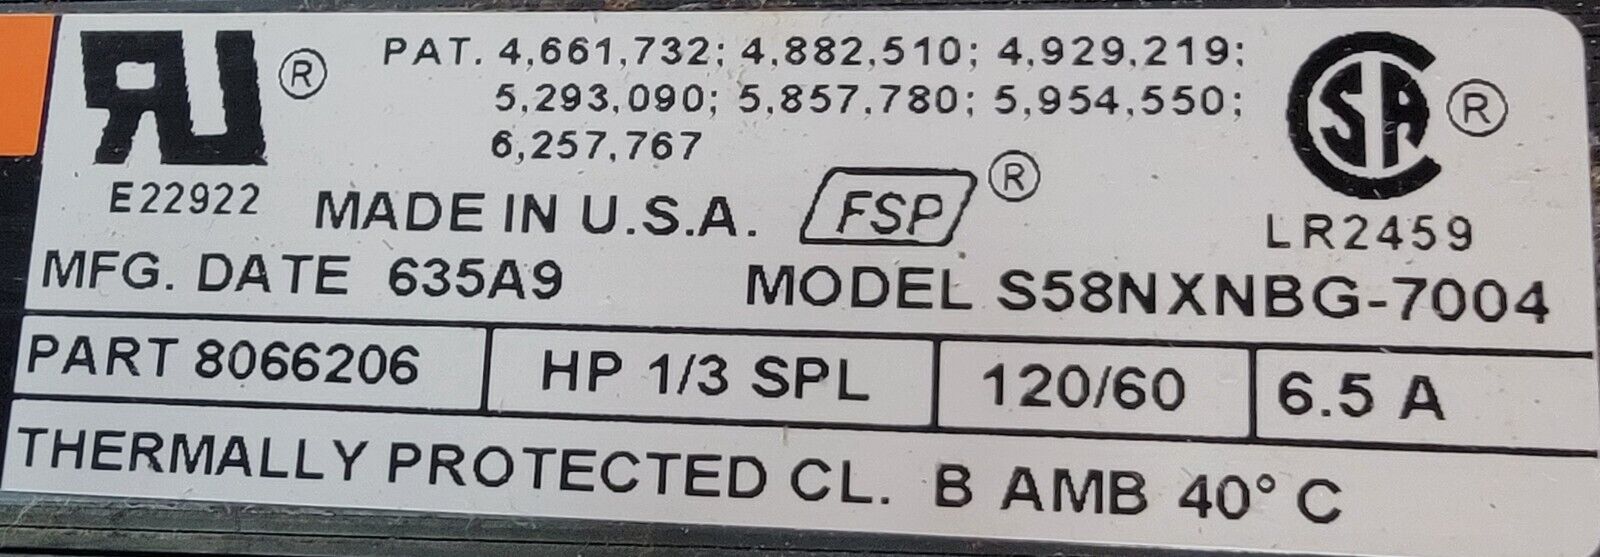 PAT. 4,661,732; 4,882,510; 4,929,219;
5,293,090; 5,857,780; 5,954,550;
6,257,767
RU®
E22922
MADE IN U.S.A. FSP®
CSA®
LR2459
MFG. DATE 635A9 MODEL S58NXNBG-7004
PART 8066206 HP 1/3 SPL 120/60 6.5 A
THERMALLY PROTECTED CL. B AMB 40° C